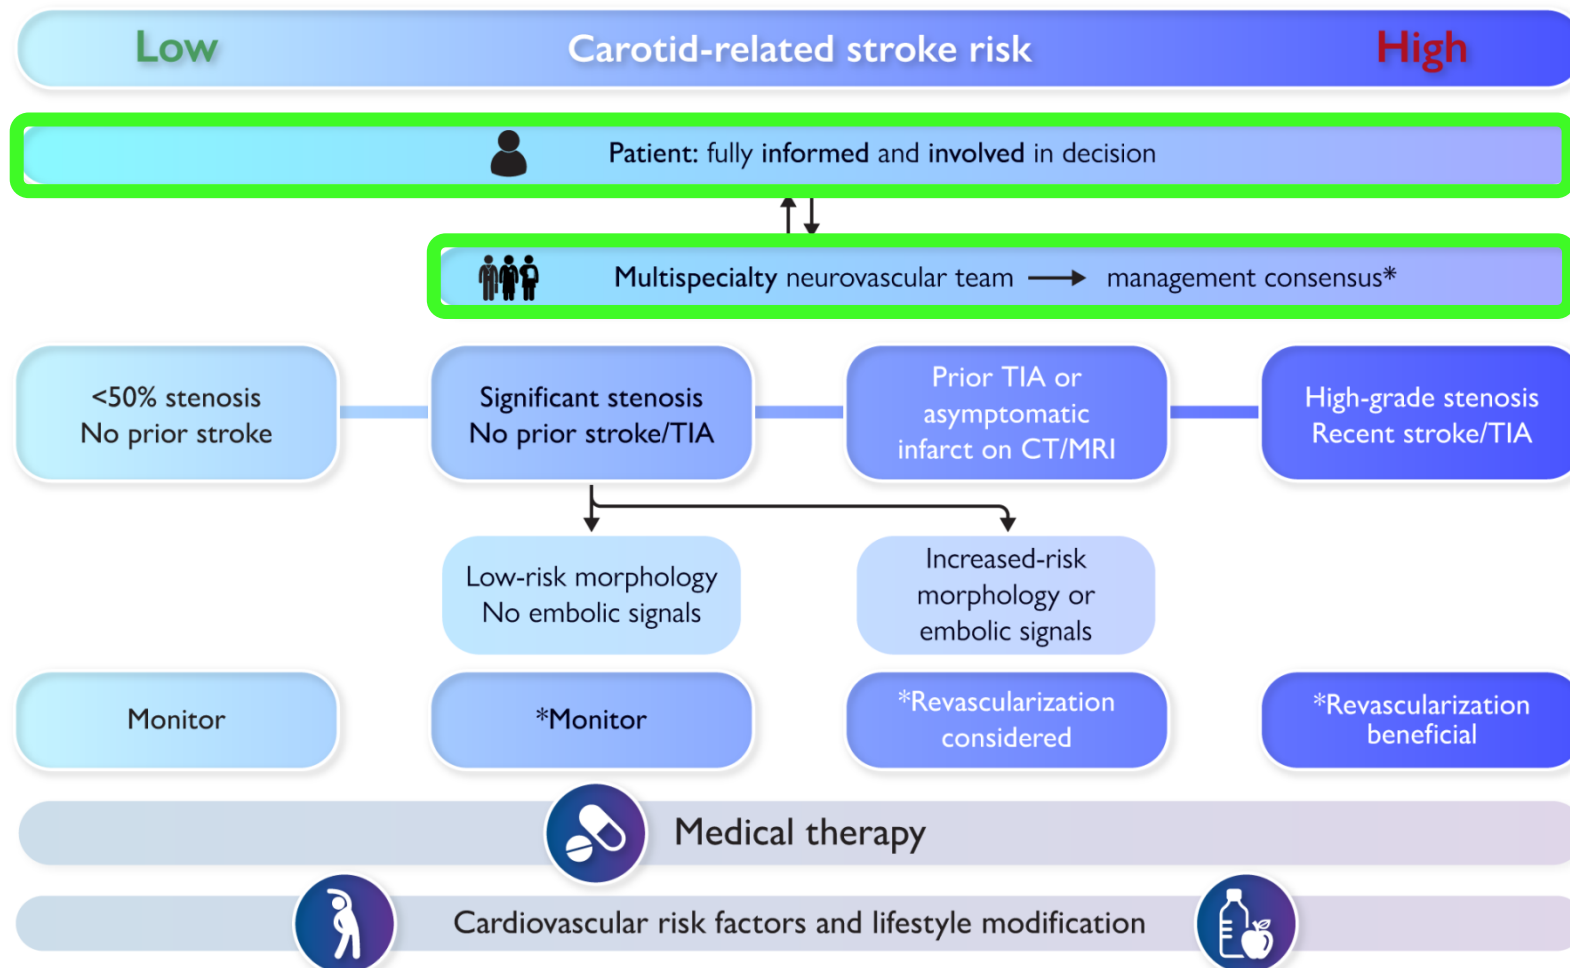 Low Carotid-related stroke risk High
Patient: fully informed and involved in decision
Multispecialty neurovascular team → management consensus*
<50% stenosis
No prior stroke
Significant stenosis
No prior stroke/TIA
Prior TIA or
asymptomatic
infarct on CT/MRI
High-grade stenosis
Recent stroke/TIA
Low-risk morphology
No embolic signals
Increased-risk
morphology or
embolic signals
Monitor
*Monitor
*Revascularization
considered
*Revascularization
beneficial
Medical therapy
Cardiovascular risk factors and lifestyle modification